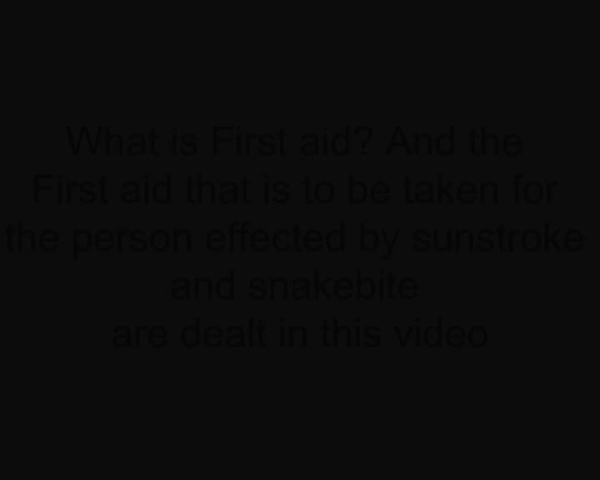 What is First aid? And the
First aid that is to be taken for
the person effected by sunstroke
and snakebite
are dealt in this video